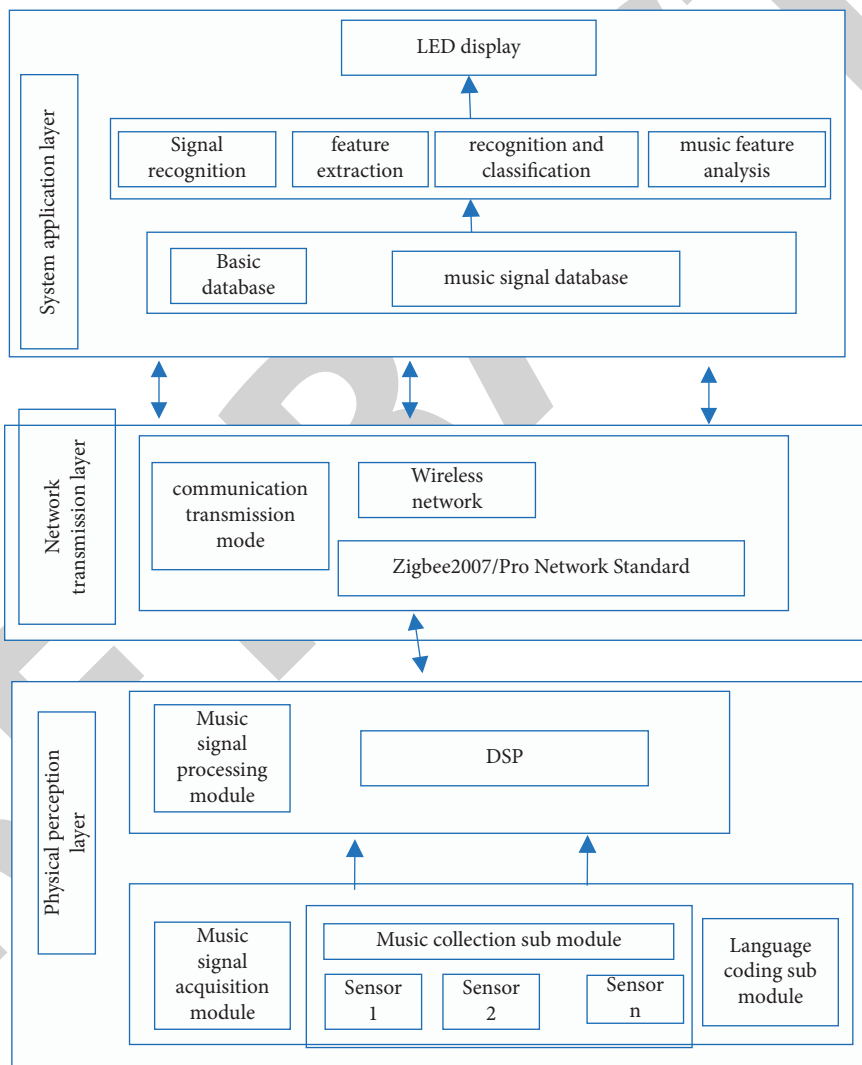 LED display
System application layer
Signal
recognition
feature
extraction
recognition and
classification
music feature
analysis
Basic
database
music signal database
Network
transmission layer
communication
transmission
mode
Wireless
network
Zigbee2007/Pro Network Standard
Physical perception
layer
Music
signal
processing
module
DSP
Music
signal
acquisition
module
Music collection sub module
Sensor
1
Sensor
2
Sensor
n
Language
coding sub
module